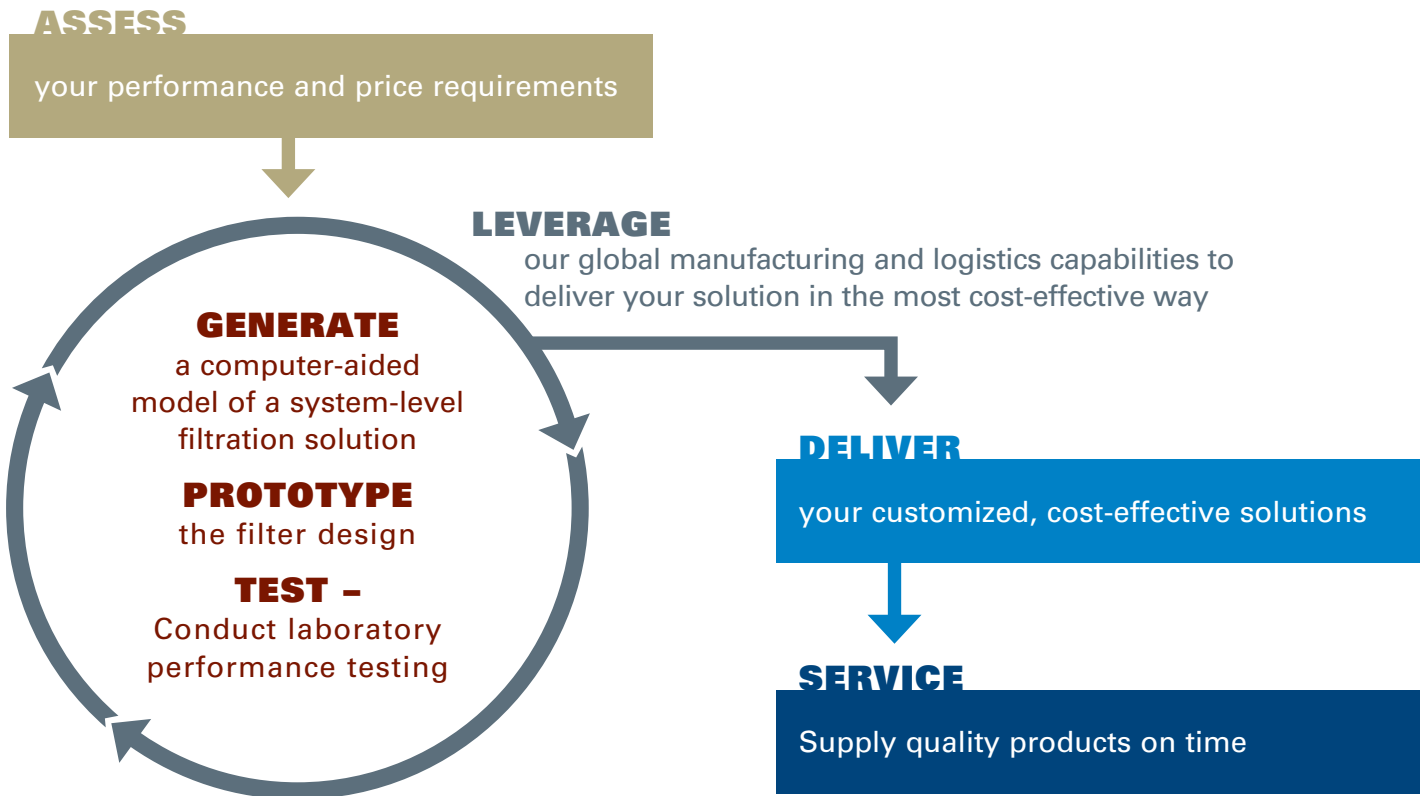 ASSESS
your performance and price requirements
LEVERAGE
our global manufacturing and logistics capabilities to
deliver your solution in the most cost-effective way
GENERATE
a computer-aided
model of a system-level
filtration solution
PROTOTYPE
the filter design
TEST –
Conduct laboratory
performance testing
DELIVER
your customized, cost-effective solutions
SERVICE
Supply quality products on time